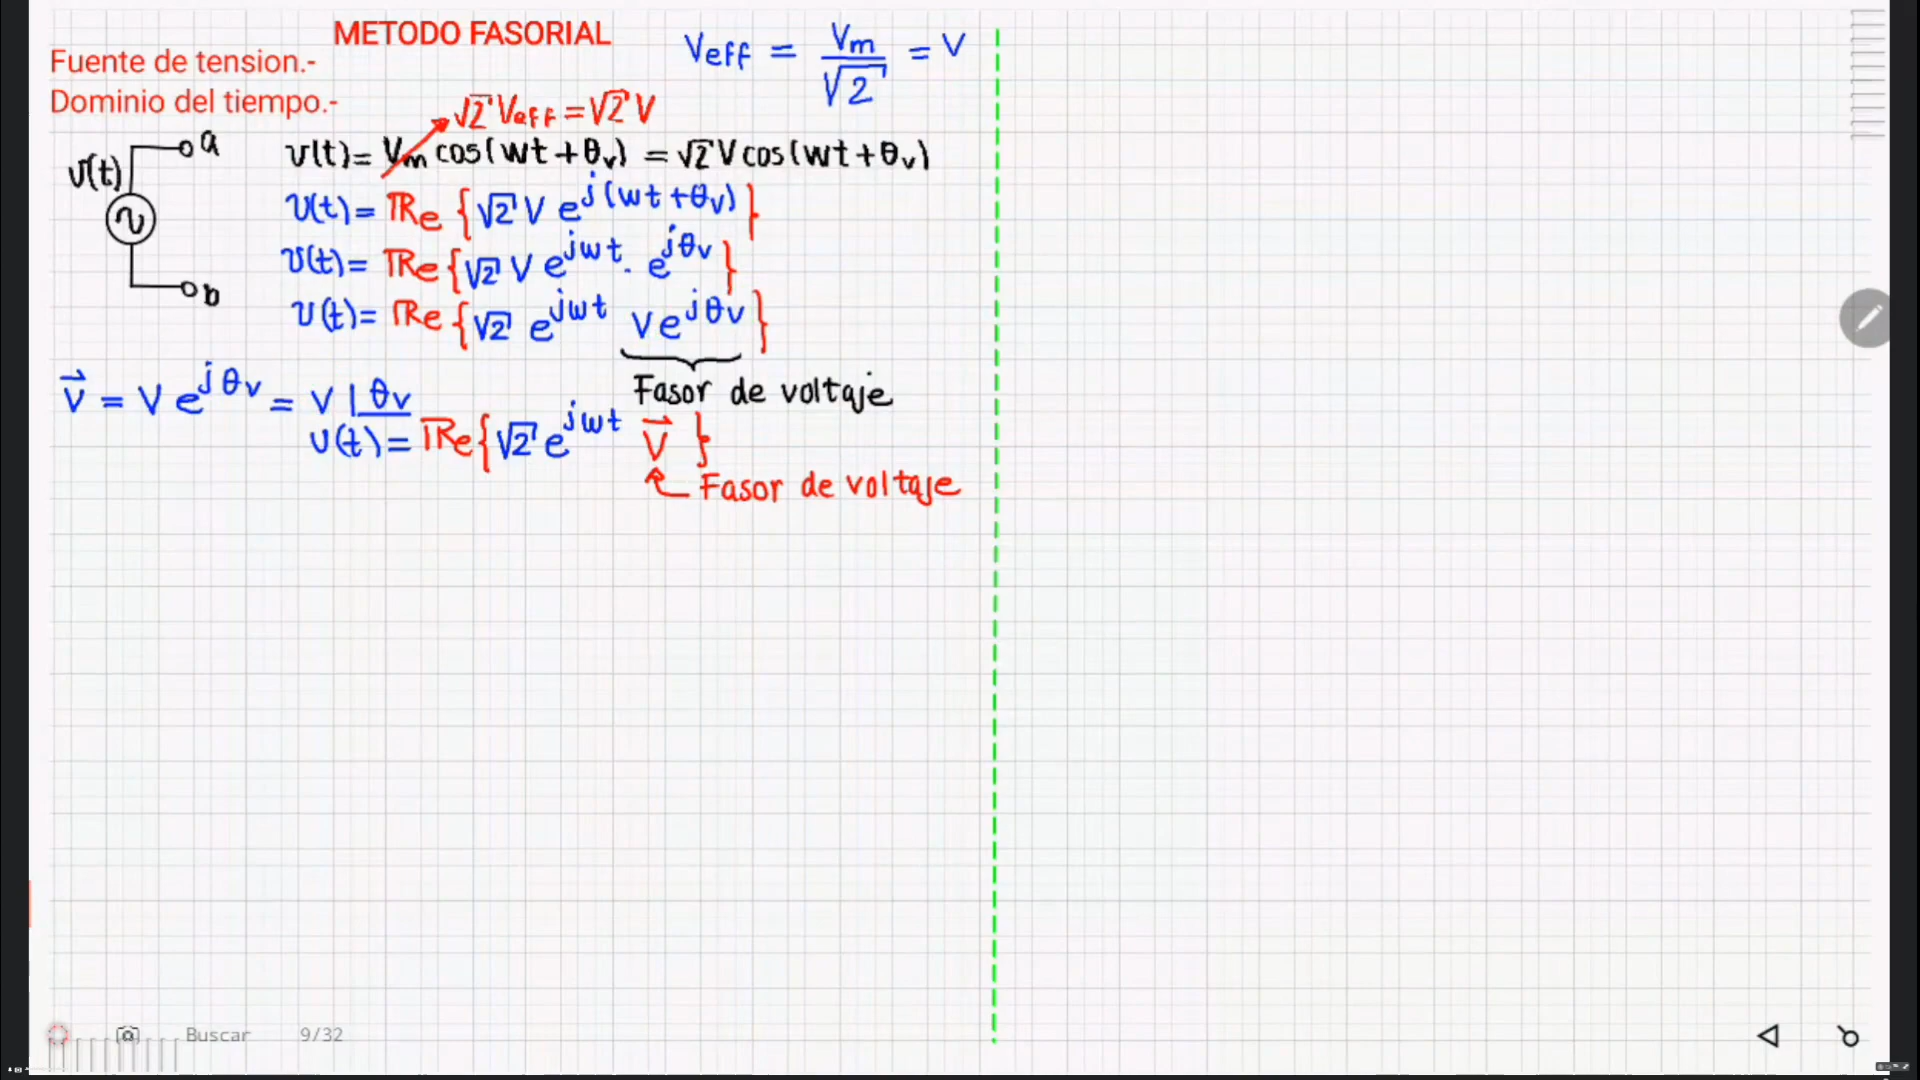 METODO FASORIAL
Veff = Vm/√2 = V
Fuente de tension.-
Dominio del tiempo.-
√2 Veff = √2 V
a
v(t)
b
v(t) = Vm cos(wt + θv) = √2 V cos(wt + θv)
v(t) = Re {√2 V e^j(wt + θv)}
v(t) = Re {√2 V e^jwt . e^jθv}
v(t) = Re {√2 e^jwt V e^jθv}
Fasor de voltaje
V⃗ = V e^jθv = V |θv
v(t) = Re {√2 e^jwt V⃗ }
Fasor de voltaje
Buscar 9/32